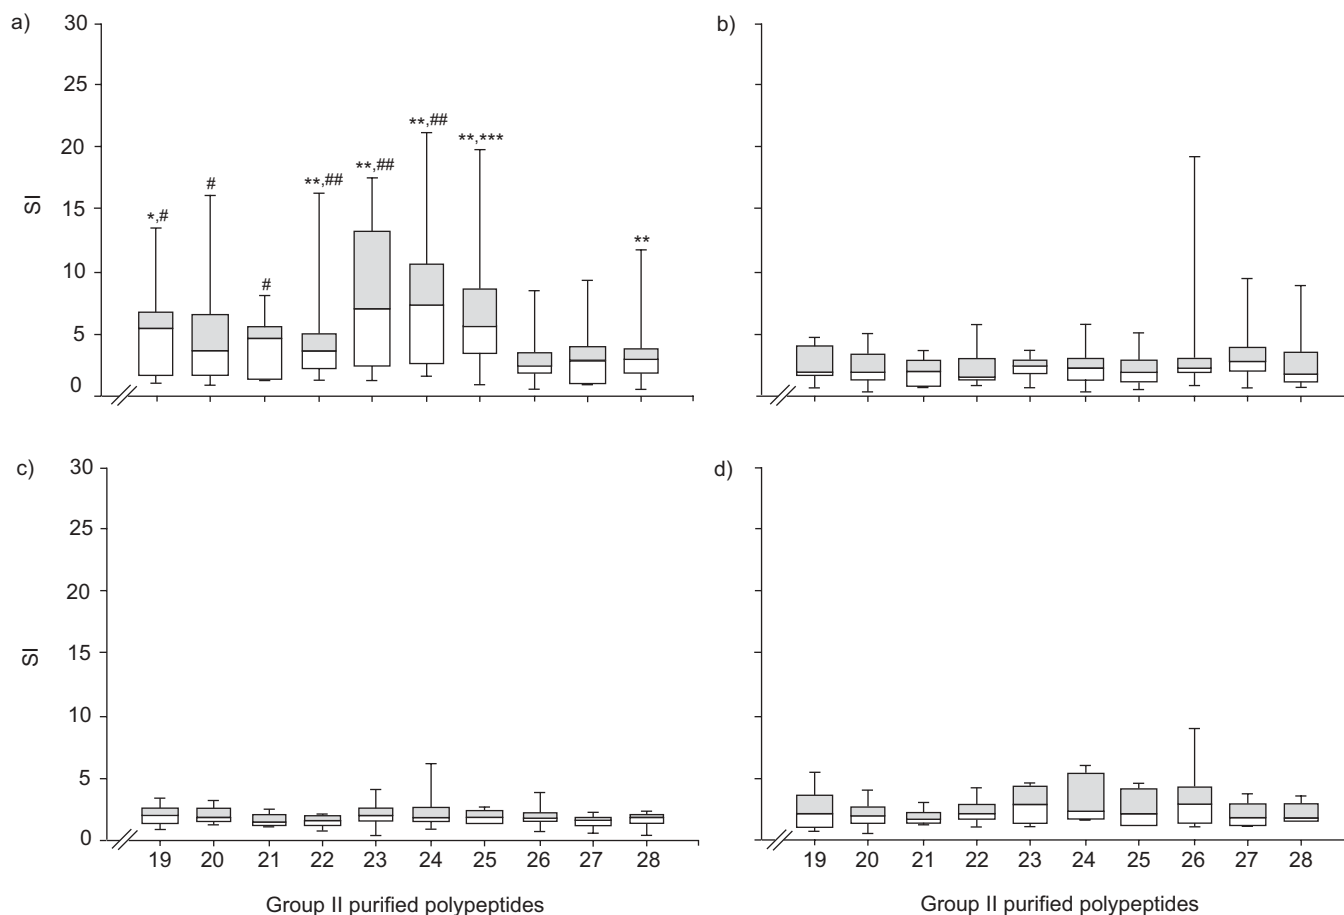 a)
30
25
20
15
10
5
0
SI
*,#
#
#
**,##
**,##
**,##
**,***
**
b)
c)
30
25
20
15
10
5
0
SI
19 20 21 22 23 24 25 26 27 28
Group II purified polypeptides
d)
19 20 21 22 23 24 25 26 27 28
Group II purified polypeptides